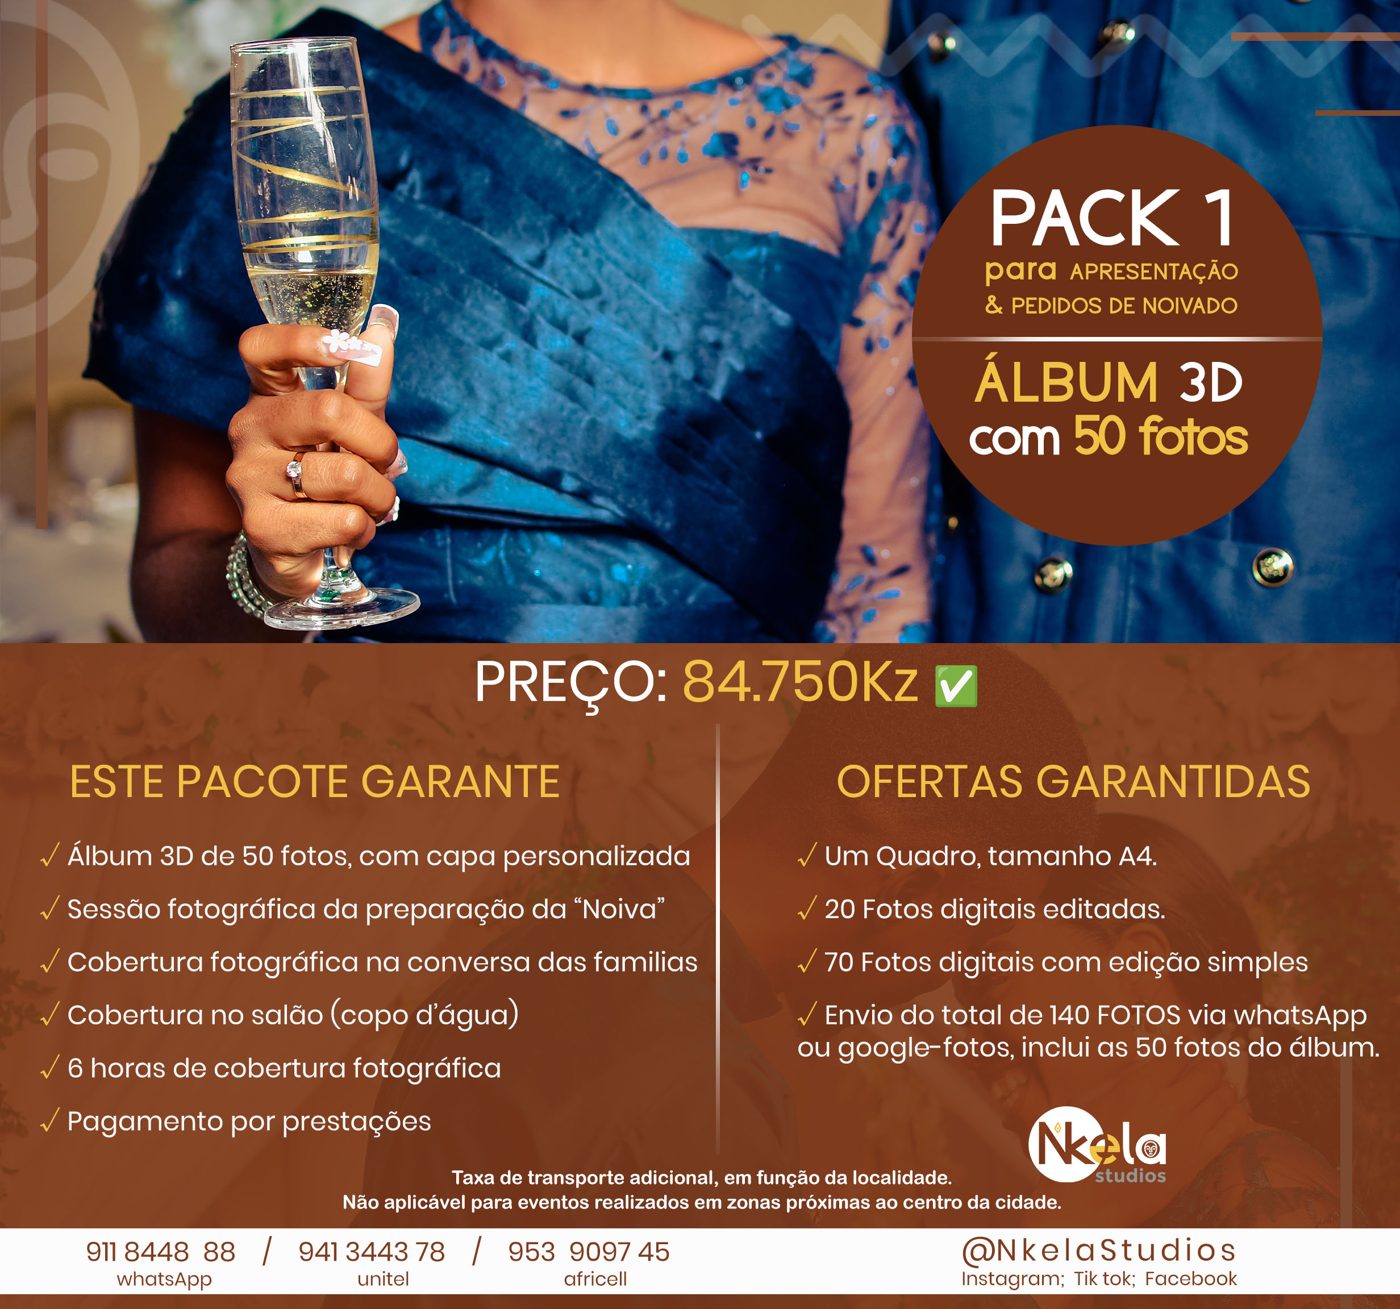 PACK 1
para APRESENTAÇÃO
& PEDIDOS DE NOIVADO
ÁLBUM 3D
com 50 fotos
PREÇO: 84.750Kz ✅
ESTE PACOTE GARANTE
✓ Álbum 3D de 50 fotos, com capa personalizada
✓ Sessão fotográfica da preparação da “Noiva”
✓ Cobertura fotográfica na conversa das familias
✓ Cobertura no salão (copo d’água)
✓ 6 horas de cobertura fotográfica
✓ Pagamento por prestações
OFERTAS GARANTIDAS
✓ Um Quadro, tamanho A4.
✓ 20 Fotos digitais editadas.
✓ 70 Fotos digitais com edição simples
✓ Envio do total de 140 FOTOS via whatsApp
ou google-fotos, inclui as 50 fotos do álbum.
N'kela
studios
Taxa de transporte adicional, em função da localidade.
Não aplicável para eventos realizados em zonas próximas ao centro da cidade.
911 8448 88 / 941 3443 78 / 953 9097 45
whatsApp unitel africell
@NkelaStudios
Instagram; Tik tok; Facebook